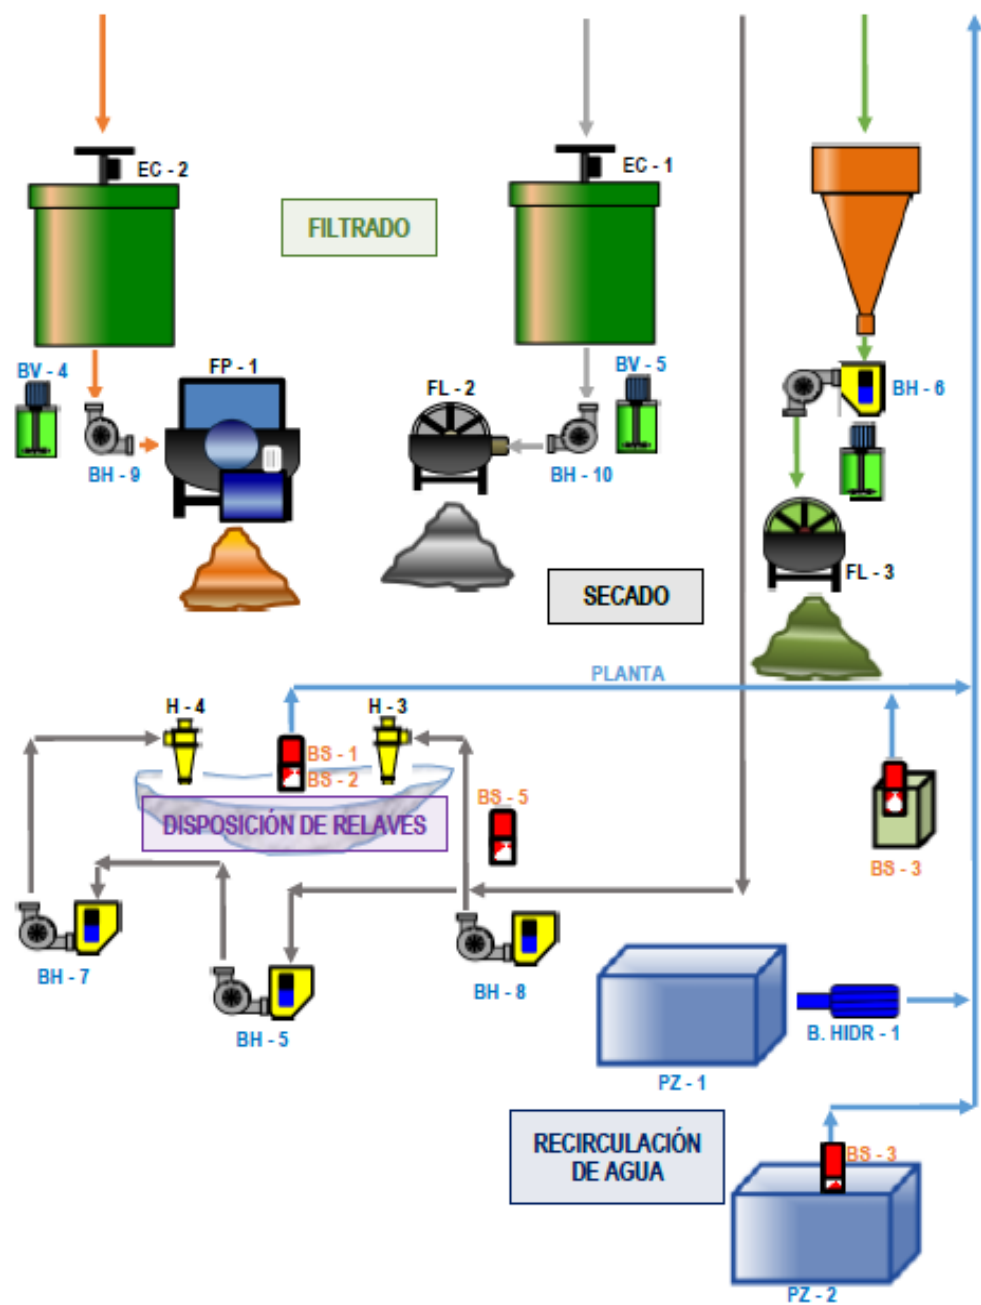 EC - 2
EC - 1
FILTRADO
BV - 4
FP - 1
FL - 2
BV - 5
BH - 6
BH - 9
BH - 10
FL - 3
SECADO
PLANTA
H - 4
H - 3
BS - 1
BS - 2
BS - 5
DISPOSICIÓN DE RELAVES
BS - 3
BH - 7
BH - 8
BH - 5
B. HIDR - 1
PZ - 1
RECIRCULACIÓN
DE AGUA
BS - 3
PZ - 2